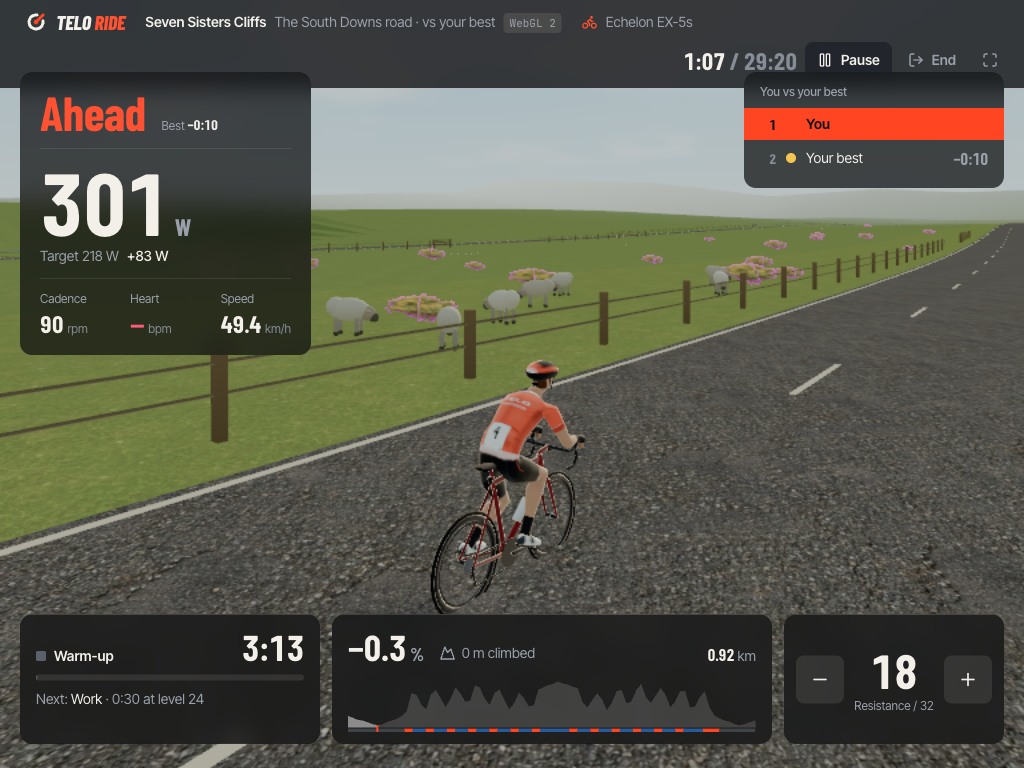 TELO RIDE Seven Sisters Cliffs The South Downs road · vs your best WebGL 2 Echelon EX-5s
1:07 / 29:20 Pause End
Ahead Best −0:10
301 W
Target 218 W +83 W
Cadence Heart Speed
90 rpm — bpm 49.4 km/h
You vs your best
1 You
2 Your best −0:10
Warm-up 3:13
Next: Work · 0:30 at level 24
−0.3 % 0 m climbed 0.92 km
− 18 +
Resistance / 32